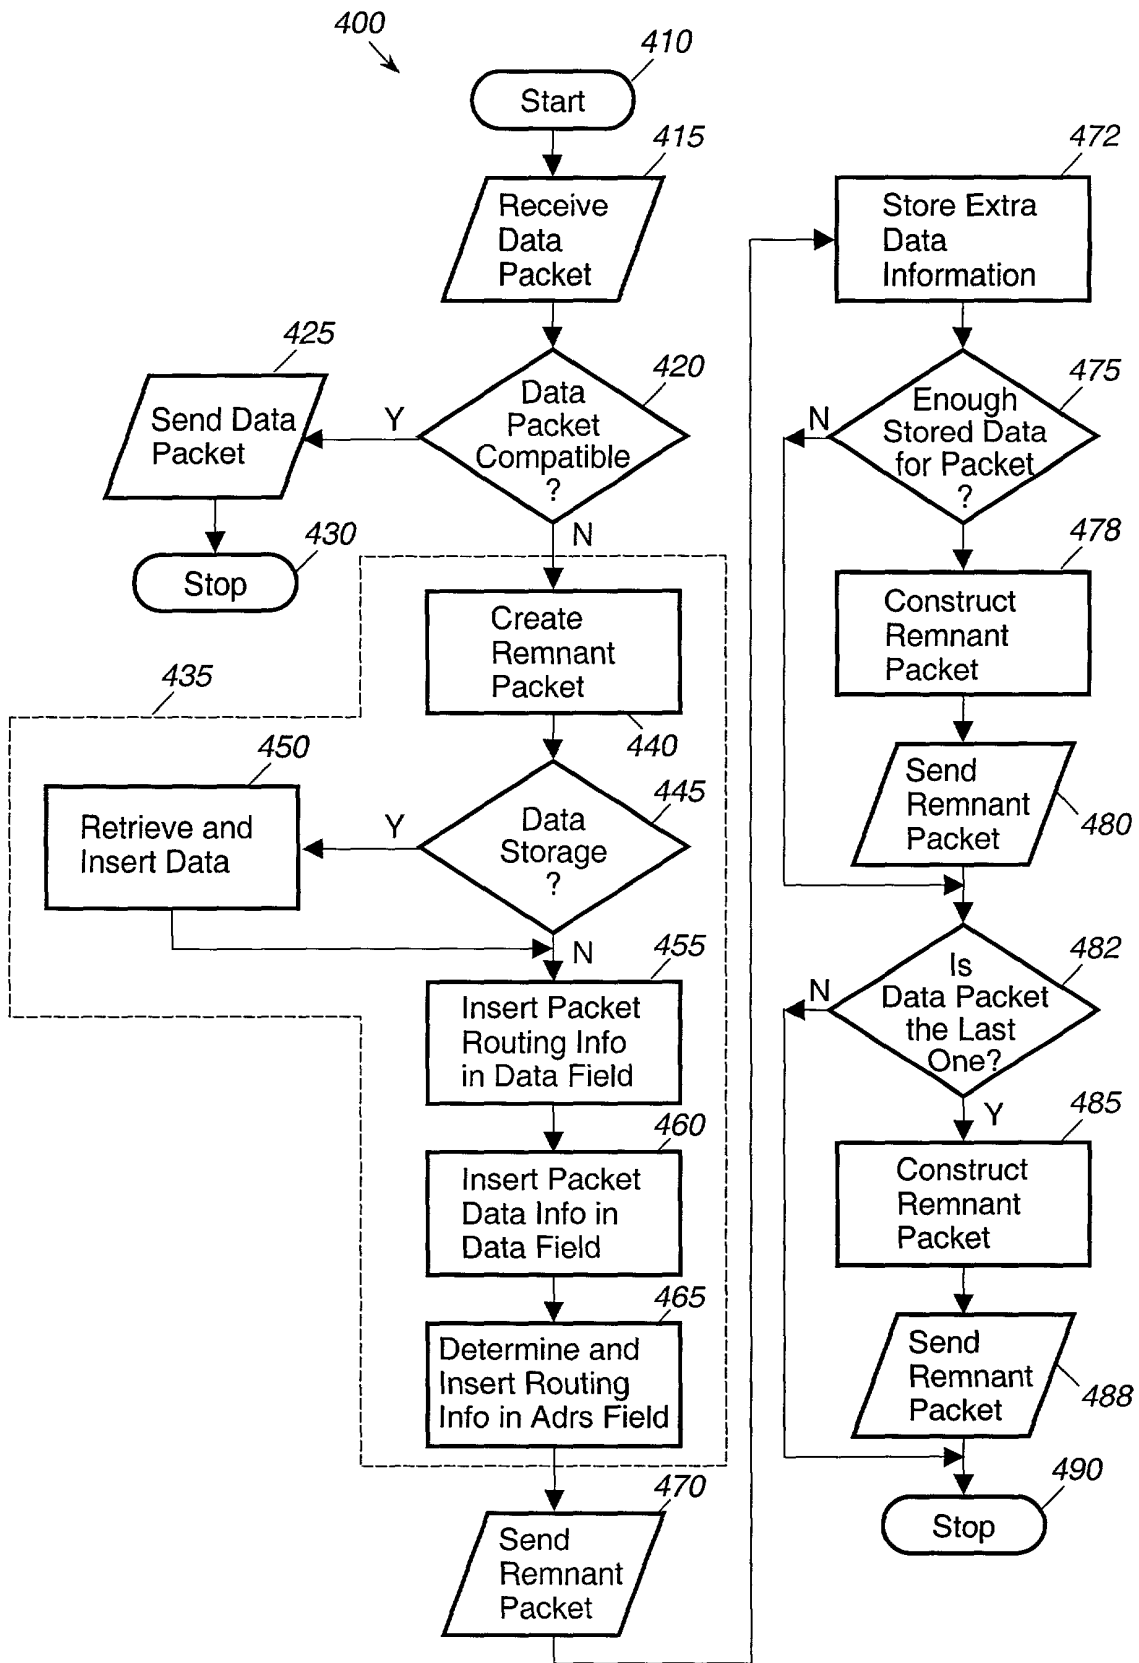 400
410
Start
415
Receive
Data
Packet
420
Data
Packet
Compatible
?
Y
N
425
Send Data
Packet
430
Stop
435
Create
Remnant
Packet
440
445
Data
Storage
?
Y
N
450
Retrieve and
Insert Data
455
Insert Packet
Routing Info
in Data Field
460
Insert Packet
Data Info in
Data Field
465
Determine and
Insert Routing
Info in Adrs Field
470
Send
Remnant
Packet
472
Store Extra
Data
Information
475
Enough
Stored Data
for Packet
?
N
478
Construct
Remnant
Packet
Send
Remnant
Packet
480
482
Is
Data Packet
the Last
One?
N
Y
485
Construct
Remnant
Packet
Send
Remnant
Packet
488
490
Stop